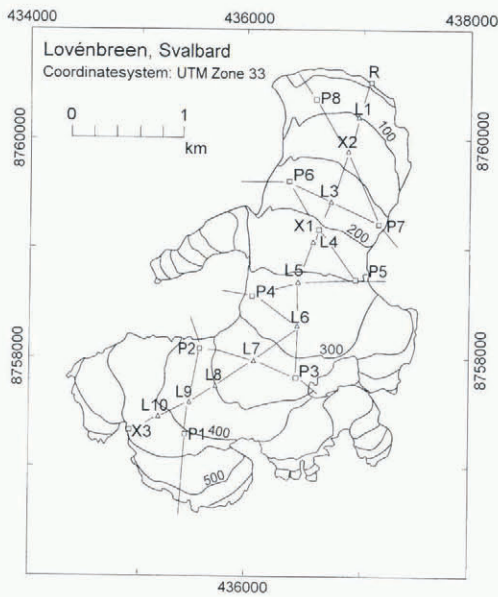 434000
436000
438000
Lovénbreen, Svalbard
Coordinatesystem: UTM Zone 33
0 1
km
R
P8
L1
100
8760000
8760000
X2
P6
L3
P7
X1
200
L4
L5
P5
P4
L6
8758000
8758000
P2
300
L7
P3
L8
L9
L10
X3
P1
400
500
436000